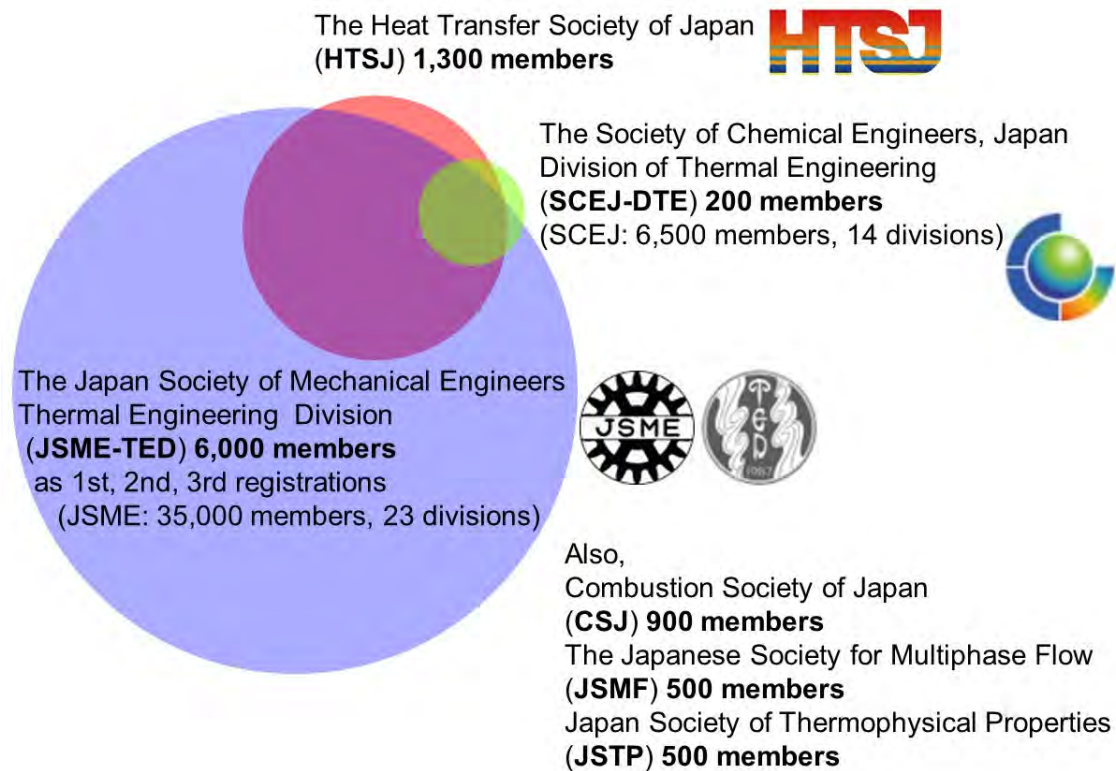 The Heat Transfer Society of Japan
(HTSJ) 1,300 members
HTSJ
The Society of Chemical Engineers, Japan
Division of Thermal Engineering
(SCEJ-DTE) 200 members
(SCEJ: 6,500 members, 14 divisions)
The Japan Society of Mechanical Engineers
Thermal Engineering Division
(JSME-TED) 6,000 members
as 1st, 2nd, 3rd registrations
(JSME: 35,000 members, 23 divisions)
JSME
TED
1987
Also,
Combustion Society of Japan
(CSJ) 900 members
The Japanese Society for Multiphase Flow
(JSMF) 500 members
Japan Society of Thermophysical Properties
(JSTP) 500 members